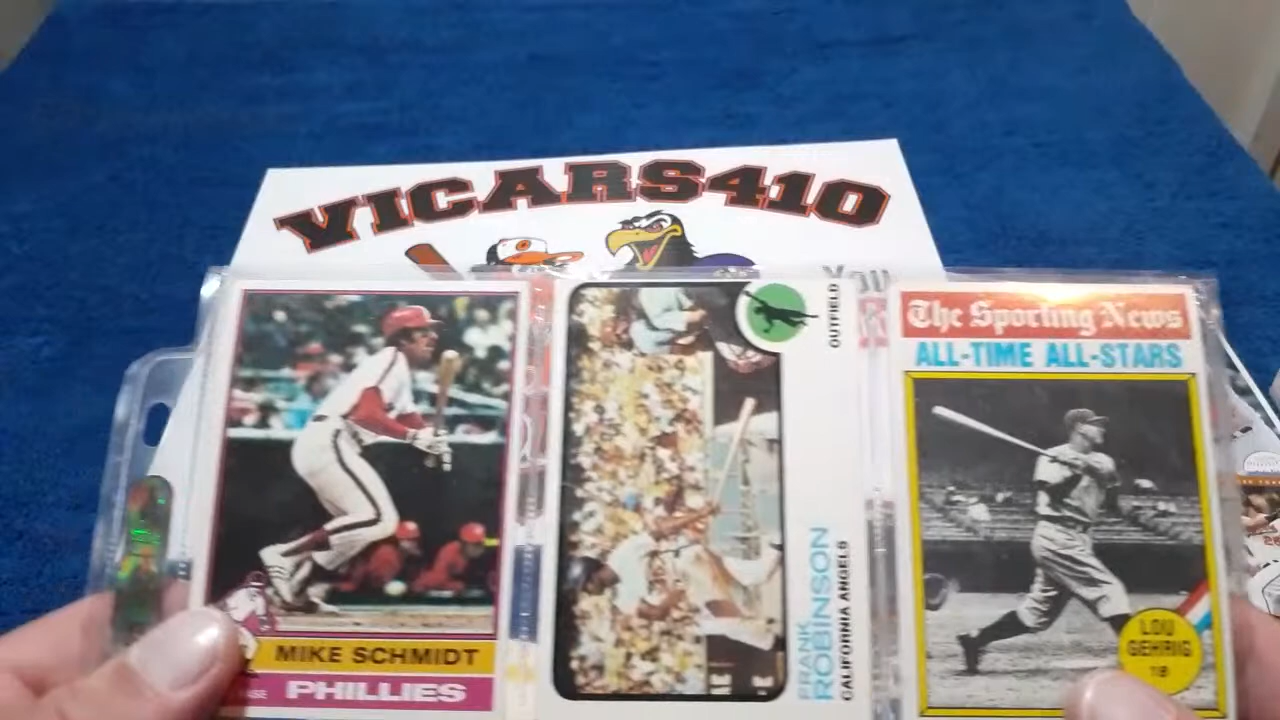 VICARS410
You
MIKE SCHMIDT
PHILLIES
OUTFIELD
FRANK
ROBINSON
CALIFORNIA ANGELS
The Sporting News
ALL-TIME ALL-STARS
LOU
GEHRIG
1B